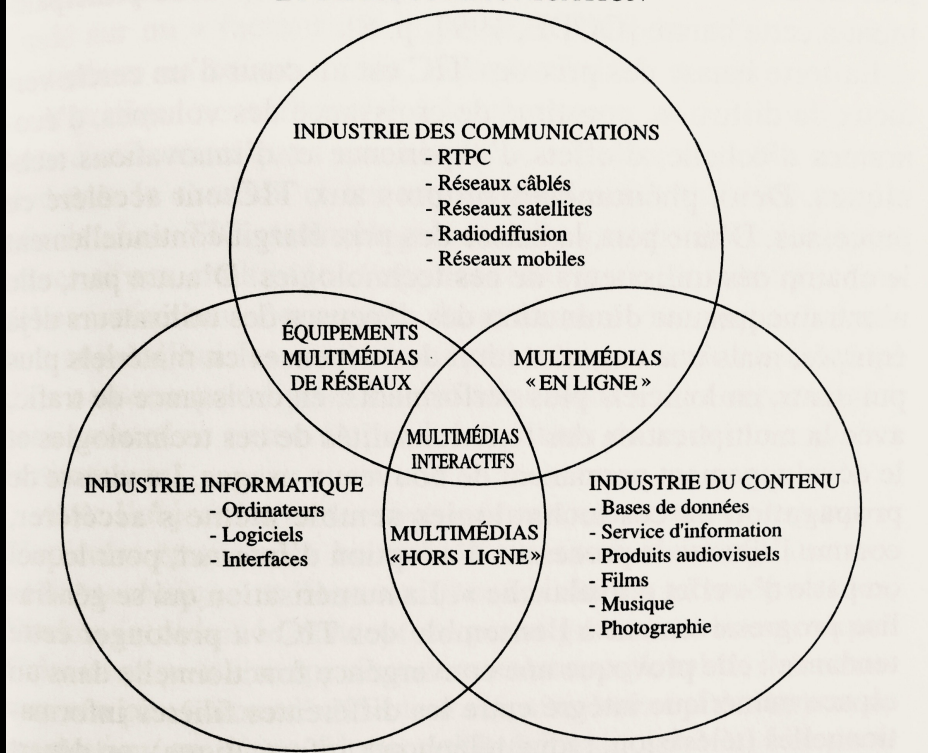 INDUSTRIE DES COMMUNICATIONS
- RTPC
- Réseaux câblés
- Réseaux satellites
- Radiodiffusion
- Réseaux mobiles
ÉQUIPEMENTS
MULTIMÉDIAS
DE RÉSEAUX
MULTIMÉDIAS
« EN LIGNE »
MULTIMÉDIAS
INTERACTIFS
INDUSTRIE INFORMATIQUE
- Ordinateurs
- Logiciels
- Interfaces
MULTIMÉDIAS
«HORS LIGNE»
INDUSTRIE DU CONTENU
- Bases de données
- Service d'information
- Produits audiovisuels
- Films
- Musique
- Photographie